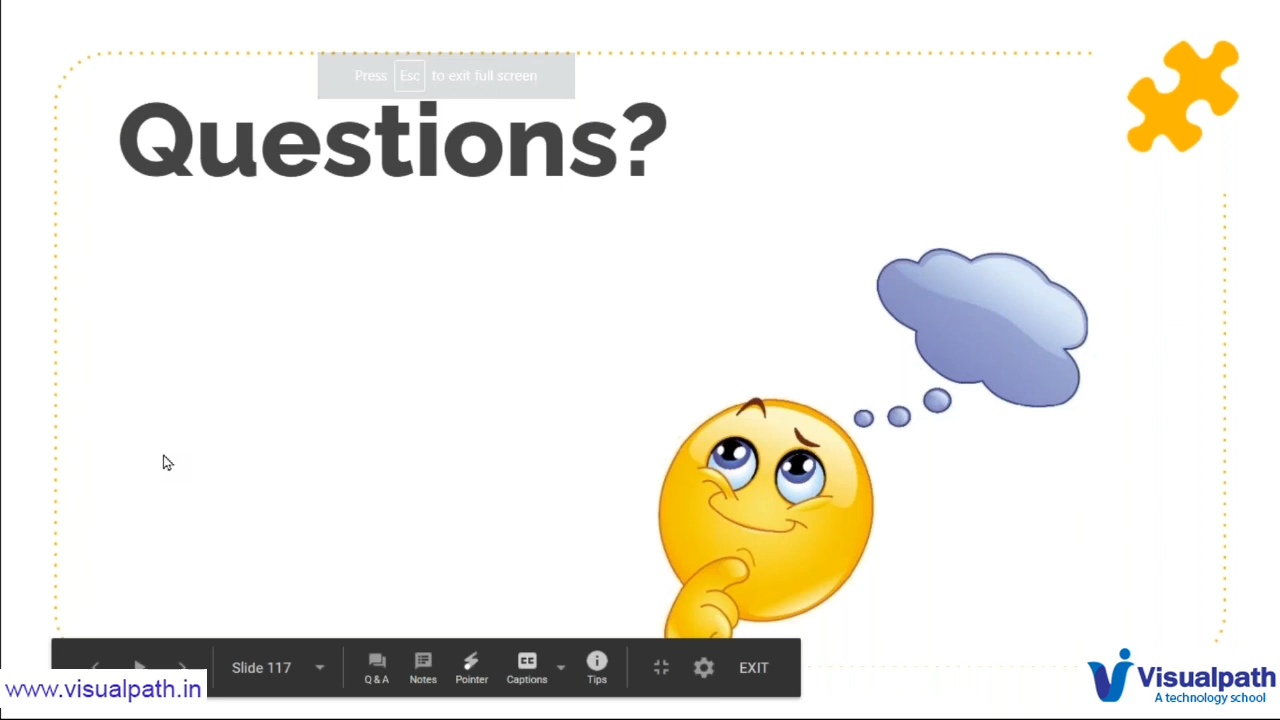 Press Esc to exit full screen
Questions?
Slide 117
Q & A
Notes
Pointer
CC
Captions
Tips
EXIT
www.visualpath.in
Visualpath
A technology school